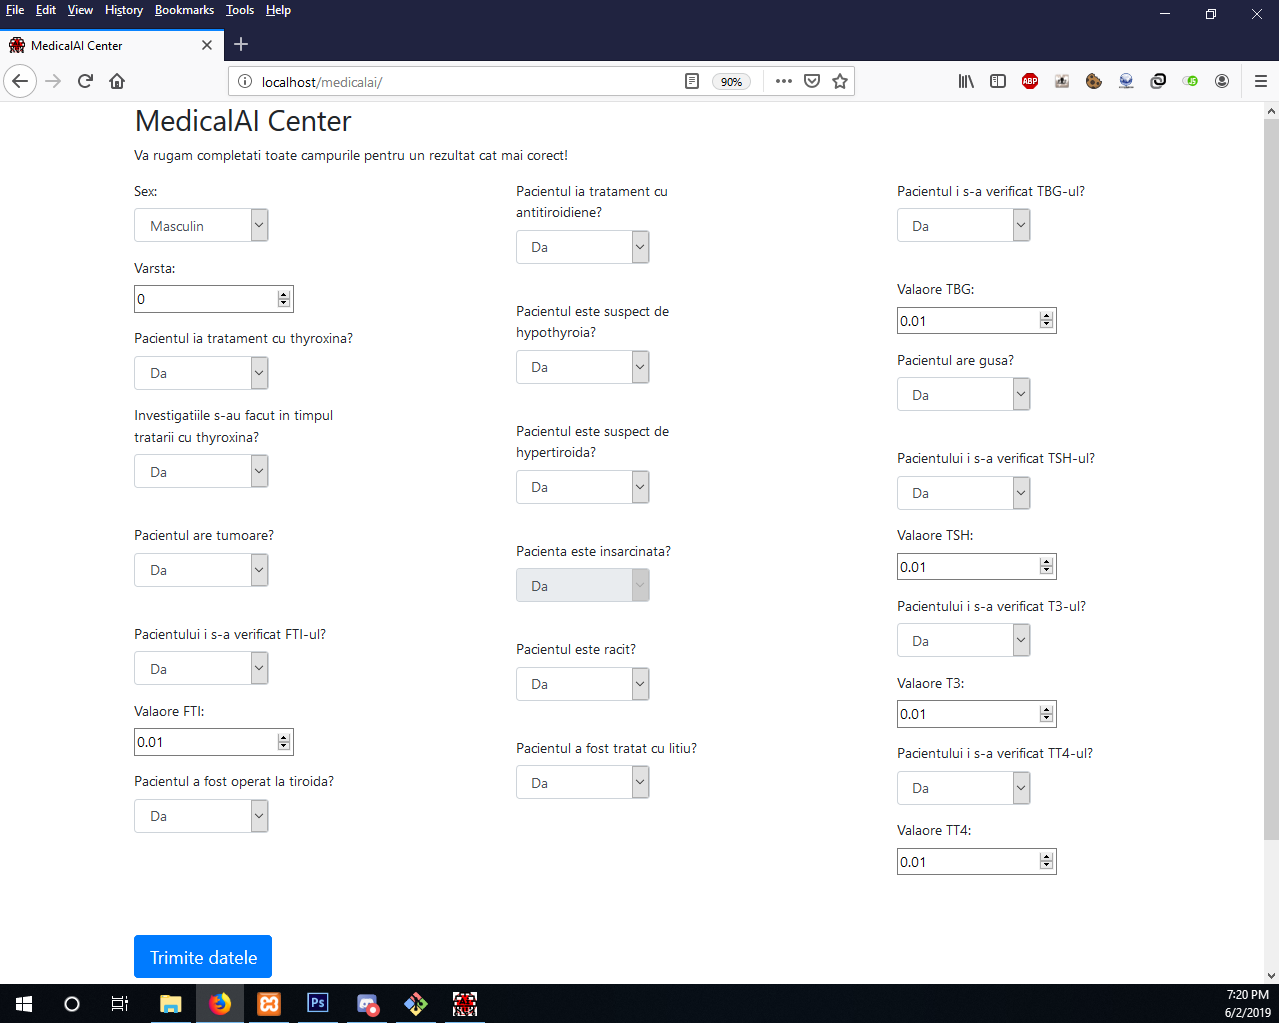 File Edit View History Bookmarks Tools Help
MedicalAI Center
localhost/medicalai/
90%
ABP
MedicalAI Center
Va rugam completati toate campurile pentru un rezultat cat mai corect!
Sex:
Masculin
Varsta:
0
Pacientul ia tratament cu thyroxina?
Da
Investigatiile s-au facut in timpul
tratarii cu thyroxina?
Da
Pacientul are tumoare?
Da
Pacientului i s-a verificat FTI-ul?
Da
Valaore FTI:
0.01
Pacientul a fost operat la tiroida?
Da
Pacientul ia tratament cu
antitiroidiene?
Da
Pacientul este suspect de
hypothyroia?
Da
Pacientul este suspect de
hypertiroida?
Da
Pacienta este insarcinata?
Da
Pacientul este racit?
Da
Pacientul a fost tratat cu litiu?
Da
Pacientul i s-a verificat TBG-ul?
Da
Valaore TBG:
0.01
Pacientul are gusa?
Da
Pacientului i s-a verificat TSH-ul?
Da
Valaore TSH:
0.01
Pacientului i s-a verificat T3-ul?
Da
Valaore T3:
0.01
Pacientului i s-a verificat TT4-ul?
Da
Valaore TT4:
0.01
Trimite datele
Ps
7:20 PM
6/2/2019